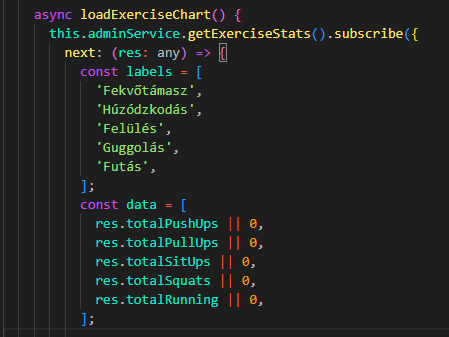 async loadExerciseChart() {
this.adminService.getExerciseStats().subscribe({
next: (res: any) => {
const labels = [
'Fekvőtámasz',
'Húzódzkodás',
'Felülés',
'Guggolás',
'Futás',
];
const data = [
res.totalPushUps || 0,
res.totalPullUps || 0,
res.totalSitUps || 0,
res.totalSquats || 0,
res.totalRunning || 0,
];